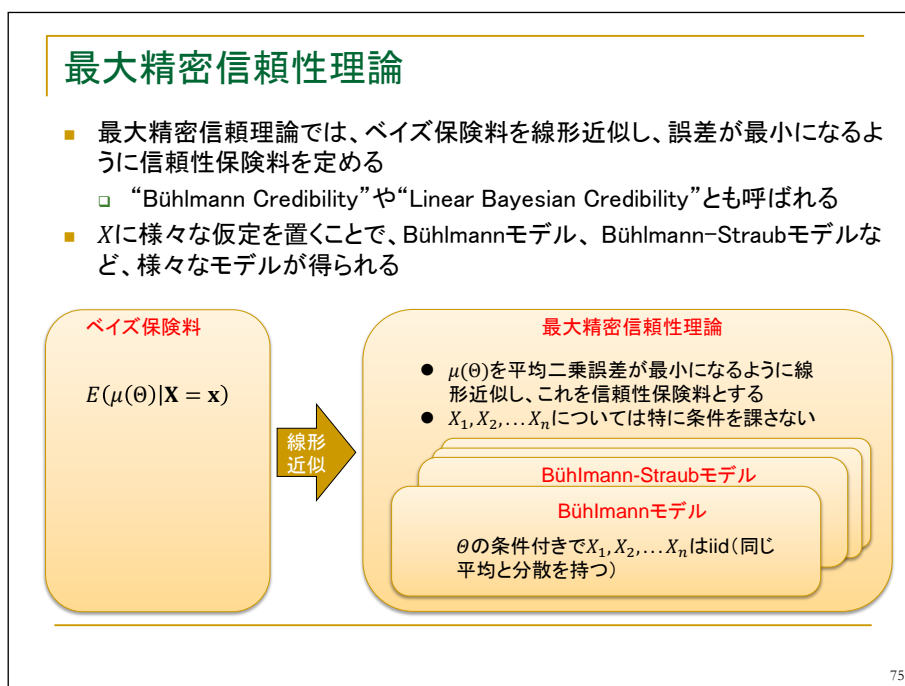 最大精密信頼性理論
■ 最大精密信頼理論では、ベイズ保険料を線形近似し、誤差が最小になるよ
うに信頼性保険料を定める
□ “Bühlmann Credibility”や“Linear Bayesian Credibility”とも呼ばれる
■ 𝑋に様々な仮定を置くことで、Bühlmannモデル、 Bühlmann-Straubモデルな
ど、様々なモデルが得られる
ベイズ保険料
𝐸(𝜇(Θ)|𝐗 = 𝐱)
線形
近似
最大精密信頼性理論
● 𝜇(Θ)を平均二乗誤差が最小になるように線
形近似し、これを信頼性保険料とする
● 𝑋₁, 𝑋₂, … 𝑋ₙについては特に条件を課さない
Bühlmann-Straubモデル
Bühlmannモデル
𝛩の条件付きで𝑋₁, 𝑋₂, … 𝑋ₙはiid(同じ
平均と分散を持つ)
75